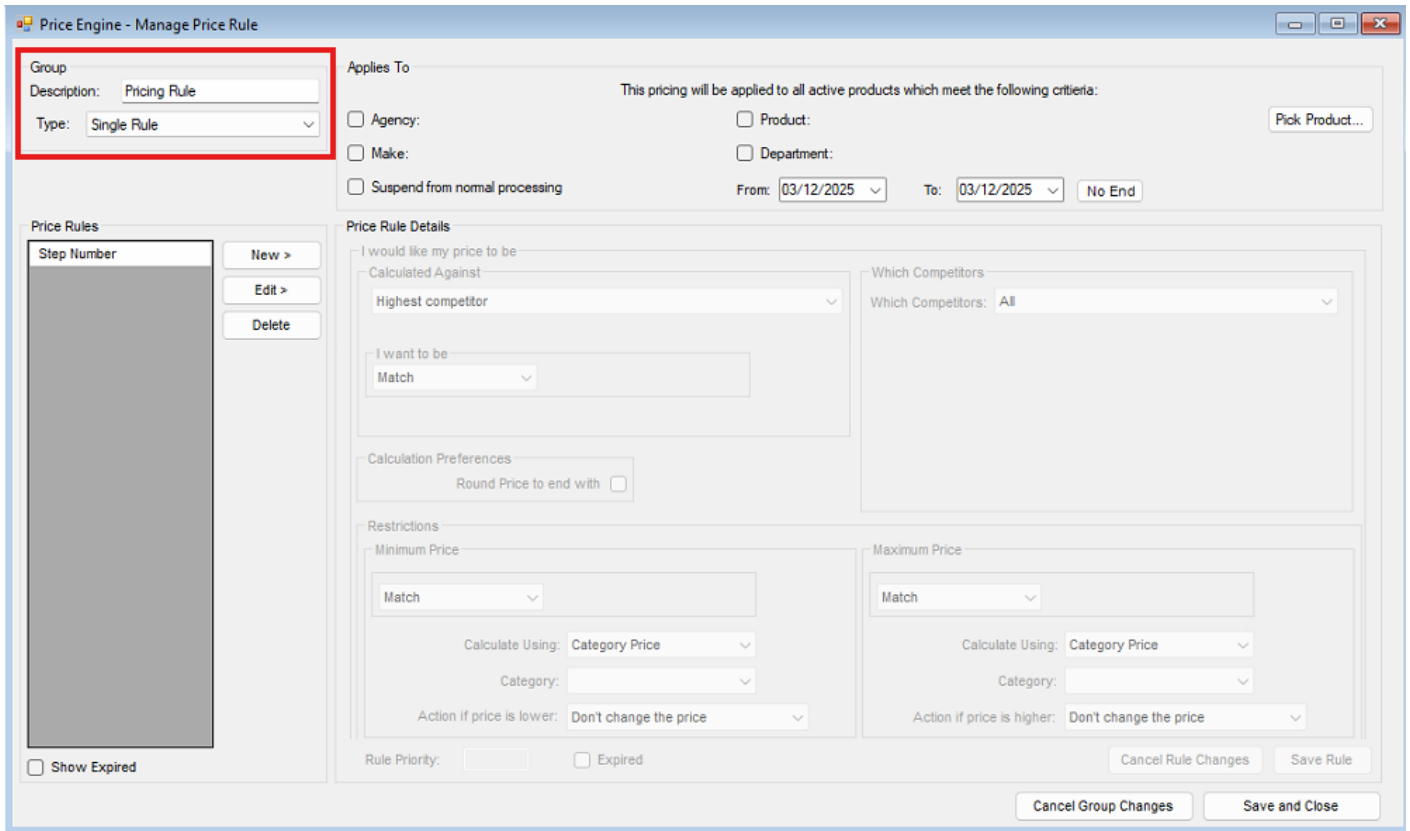 Price Engine - Manage Price Rule
Group
Description: Pricing Rule
Type: Single Rule
Applies To
This pricing will be applied to all active products which meet the following critieria:
Agency:
Product:
Pick Product...
Make:
Department:
Suspend from normal processing
From: 03/12/2025
To: 03/12/2025
No End
Price Rules
Step Number
New >
Edit >
Delete
Show Expired
Price Rule Details
I would like my price to be
Calculated Against
Highest competitor
I want to be
Match
Which Competitors
Which Competitors: All
Calculation Preferences
Round Price to end with
Restrictions
Minimum Price
Match
Calculate Using: Category Price
Category:
Action if price is lower: Don't change the price
Maximum Price
Match
Calculate Using: Category Price
Category:
Action if price is higher: Don't change the price
Rule Priority:
Expired
Cancel Rule Changes
Save Rule
Cancel Group Changes
Save and Close